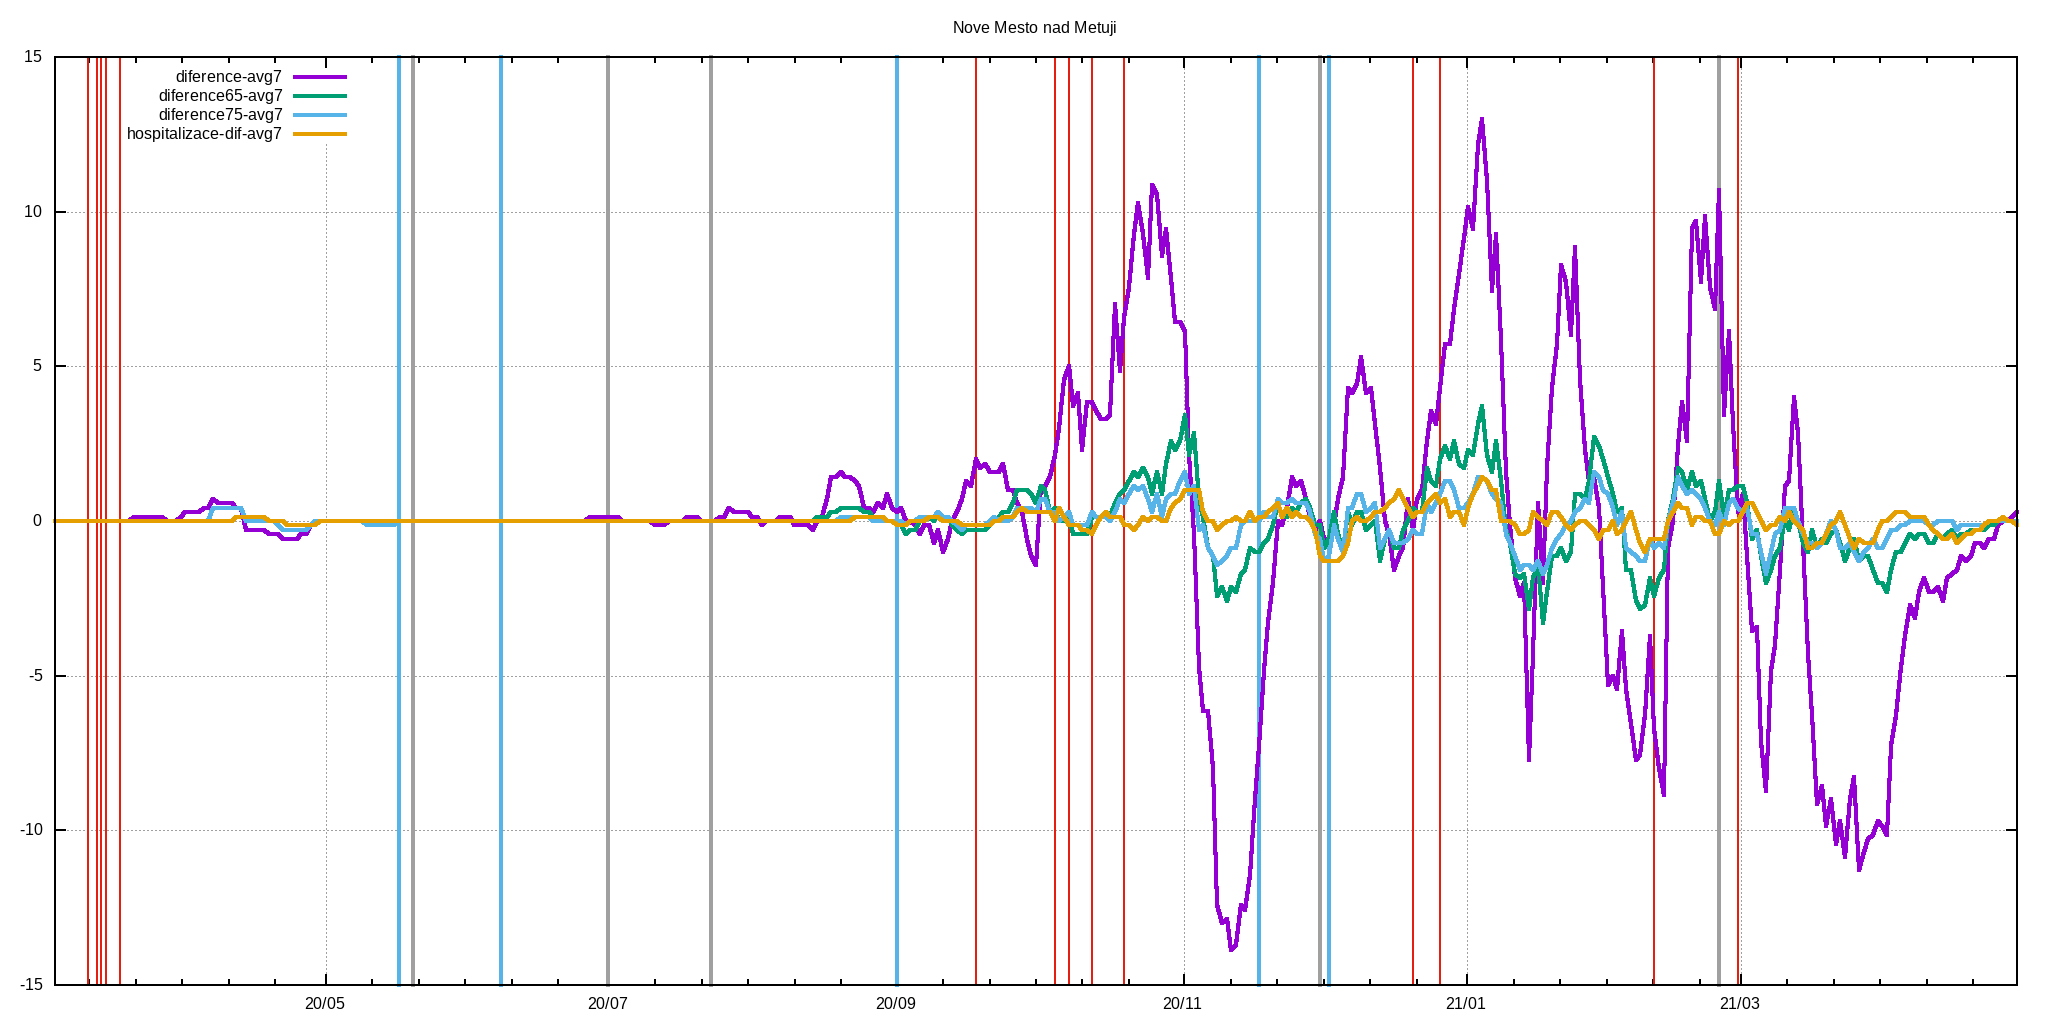 Nove Mesto nad Metuji
15
10
5
0
-5
-10
-15
diference-avg7
diference65-avg7
diference75-avg7
hospitalizace-dif-avg7
20/05 20/07 20/09 20/11 21/01 21/03